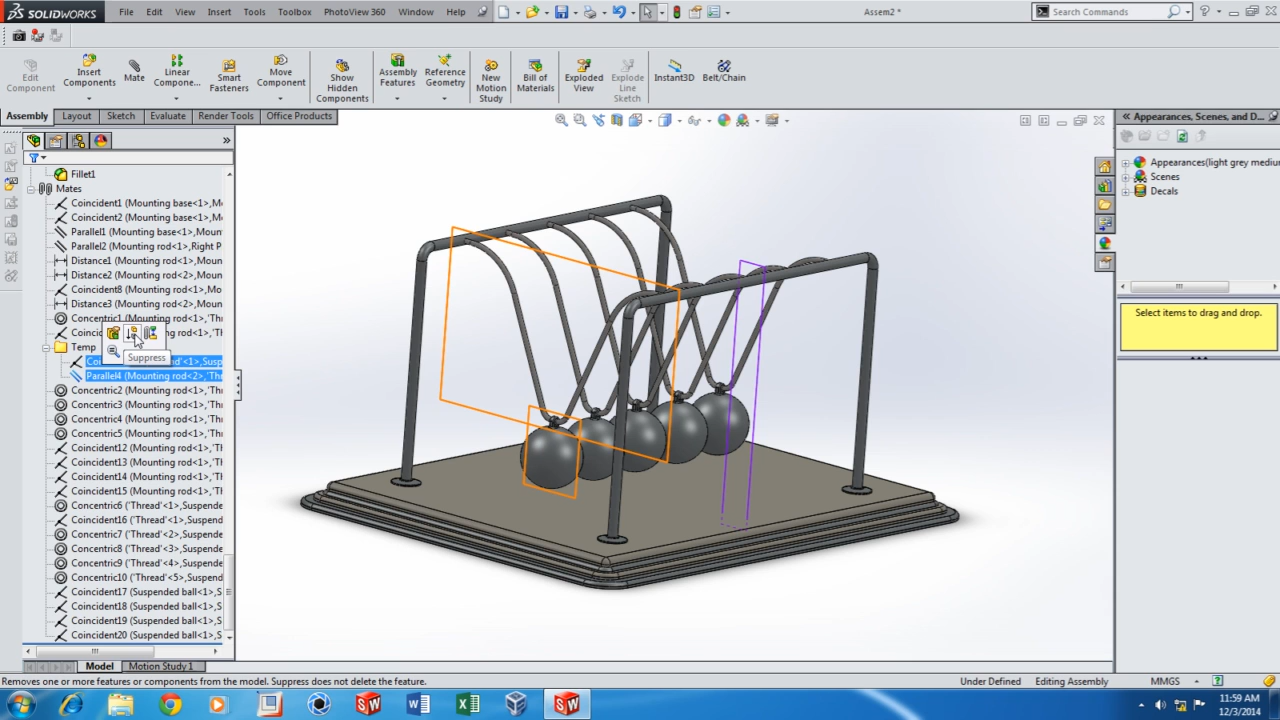 SOLIDWORKS File Edit View Insert Tools Toolbox PhotoView 360 Window Help Assem2 * Search Commands
Edit Component
Insert Components
Mate
Linear Compone...
Smart Fasteners
Move Component
Show Hidden Components
Assembly Features
Reference Geometry
New Motion Study
Bill of Materials
Exploded View
Explode Line Sketch
Instant3D
Belt/Chain
Assembly Layout Sketch Evaluate Render Tools Office Products
Appearances, Scenes, and D...
Fillet1
Mates
Coincident1 (Mounting base<1>,M
Coincident2 (Mounting base<1>,M
Parallel1 (Mounting base<1>,Moun
Parallel2 (Mounting rod<1>,Right P
Distance1 (Mounting rod<1>,Moun
Distance2 (Mounting rod<2>,Moun
Coincident8 (Mounting rod<1>,Mo
Distance3 (Mounting rod<2>,Moun
Concentric1 (Mounting rod<1>,'Th
Temp
Suppress
Parallel4 (Mounting rod<2>,'Thr
Concentric2 (Mounting rod<1>,'Th
Concentric3 (Mounting rod<1>,'Th
Concentric4 (Mounting rod<1>,'Th
Concentric5 (Mounting rod<1>,'Th
Coincident12 (Mounting rod<1>,'Tl
Coincident13 (Mounting rod<1>,'Tl
Coincident14 (Mounting rod<1>,'Tl
Coincident15 (Mounting rod<1>,'Tl
Concentric6 ('Thread'<1>,Suspend
Coincident16 ('Thread'<1>,Suspend
Concentric7 ('Thread'<2>,Suspend
Concentric8 ('Thread'<3>,Suspend
Concentric9 ('Thread'<4>,Suspend
Concentric10 ('Thread'<5>,Suspend
Coincident17 (Suspended ball<1>,S
Coincident18 (Suspended ball<1>,S
Coincident19 (Suspended ball<1>,S
Coincident20 (Suspended ball<1>,S
Appearances(light grey mediu
Scenes
Decals
Select items to drag and drop.
Model Motion Study 1
Removes one or more features or components from the model. Suppress does not delete the feature. Under Defined Editing Assembly MMGS
11:59 AM
12/3/2014